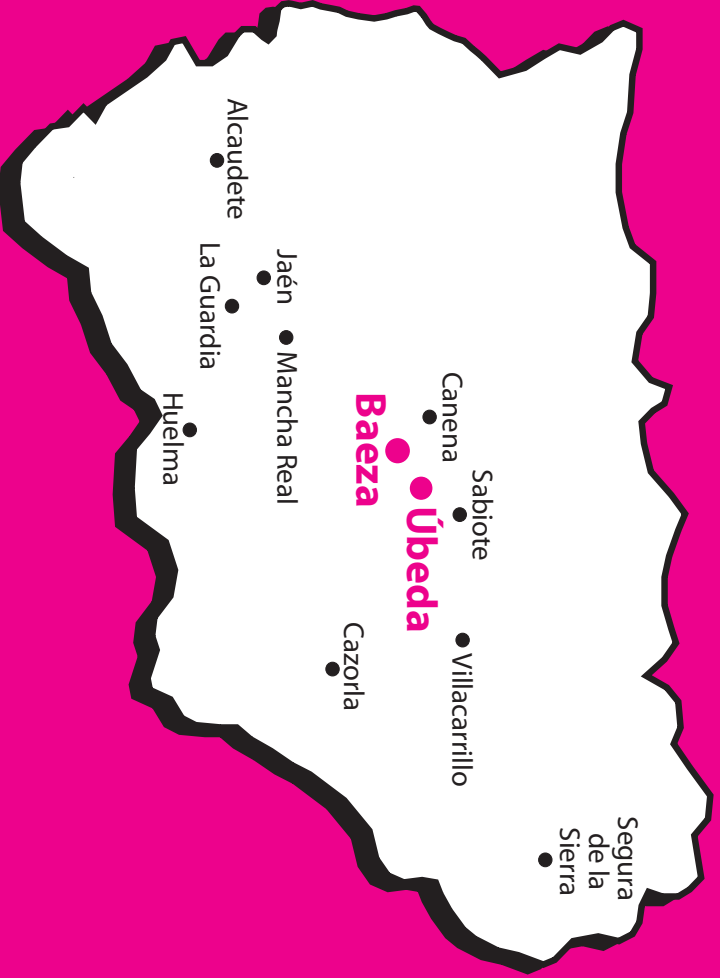 Segura
de la
Sierra
Sabiote
Villacarrillo
Canena
Úbeda
Baeza
Cazorla
Jaén
Mancha Real
Alcaudete
La Guardia
Huelma